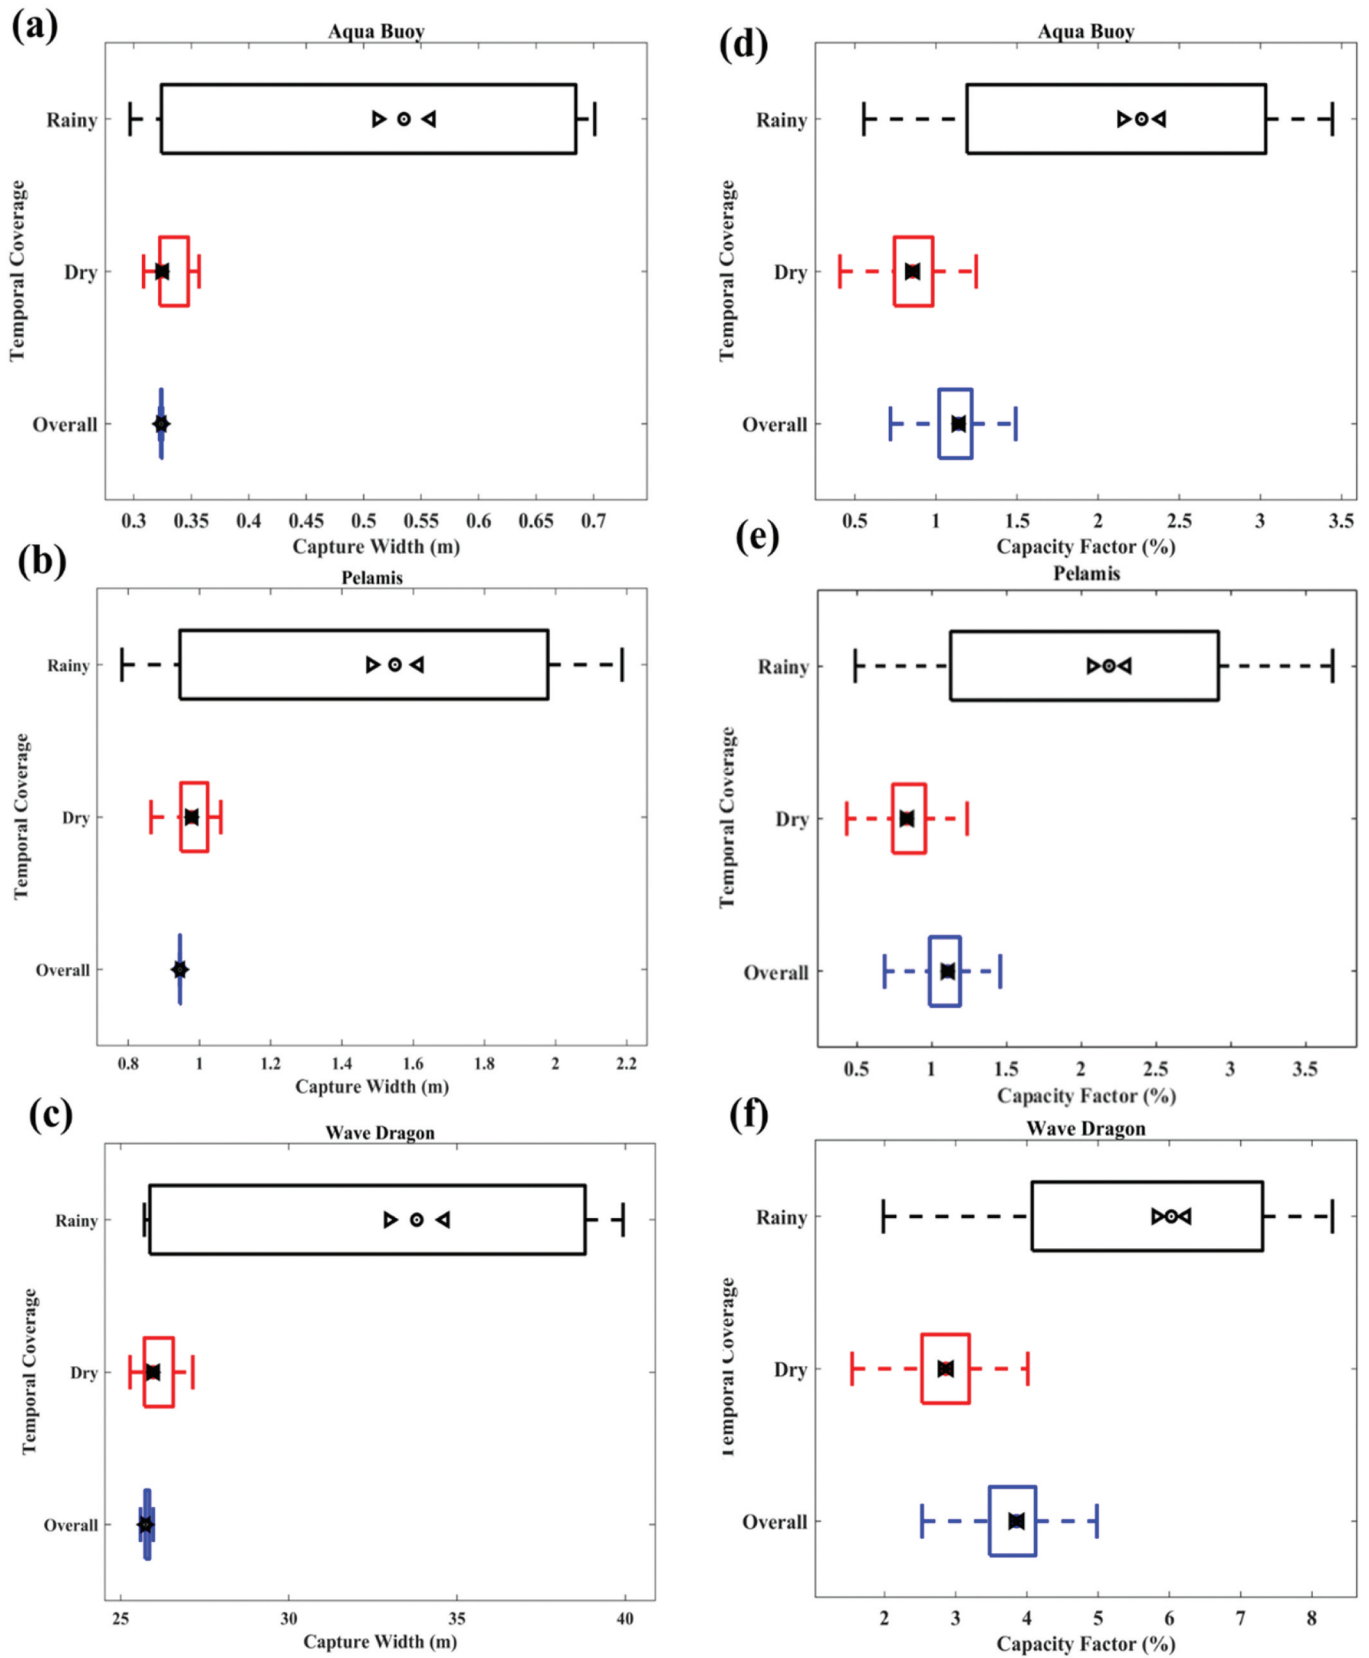 (a)
Aqua Buoy
Rainy
Dry
Overall
Temporal Coverage
0.3 0.35 0.4 0.45 0.5 0.55 0.6 0.65 0.7
Capture Width (m)
(d)
Aqua Buoy
Rainy
Dry
Overall
Temporal Coverage
0.5 1 1.5 2 2.5 3 3.5
Capacity Factor (%)
(b)
Pelamis
Rainy
Dry
Overall
Temporal Coverage
0.8 1 1.2 1.4 1.6 1.8 2 2.2
Capture Width (m)
(e)
Pelamis
Rainy
Dry
Overall
Temporal Coverage
0.5 1 1.5 2 2.5 3 3.5
Capacity Factor (%)
(c)
Wave Dragon
Rainy
Dry
Overall
Temporal Coverage
25 30 35 40
Capture Width (m)
(f)
Wave Dragon
Rainy
Dry
Overall
Temporal Coverage
2 3 4 5 6 7 8
Capacity Factor (%)